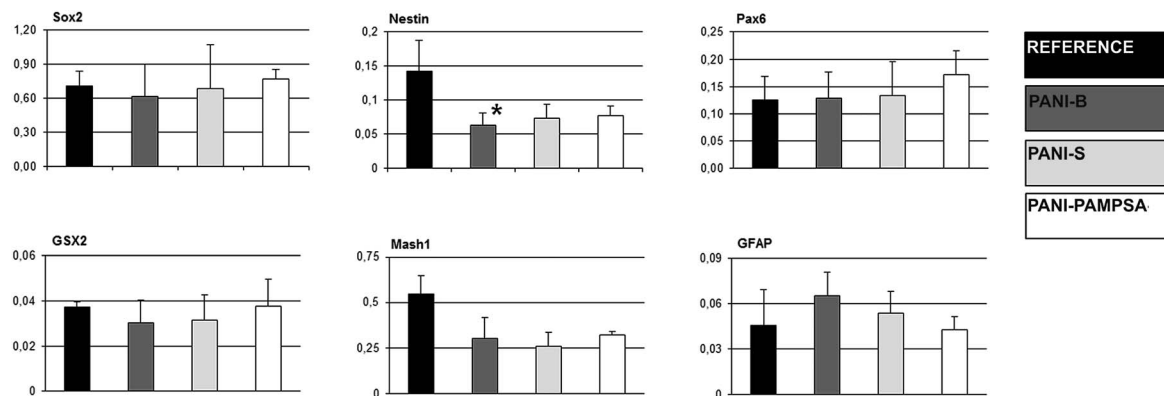 Sox2
1,20
0,90
0,60
0,30
0,00
Nestin
0,2
0,15
0,1
0,05
0
*
Pax6
0,25
0,20
0,15
0,10
0,05
0,00
REFERENCE
PANI-B
PANI-S
PANI-PAMPSA
GSX2
0,06
0,04
0,02
0
Mash1
0,75
0,5
0,25
0
GFAP
0,09
0,06
0,03
0